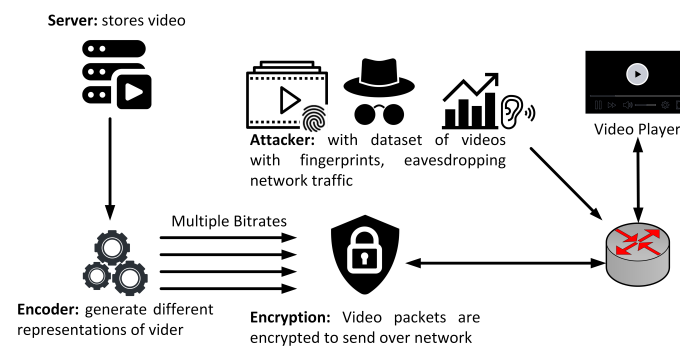 Server: stores video
Video Player
Attacker: with dataset of videos
with fingerprints, eavesdropping
network traffic
Multiple Bitrates
Encoder: generate different
representations of vider
Encryption: Video packets are
encrypted to send over network